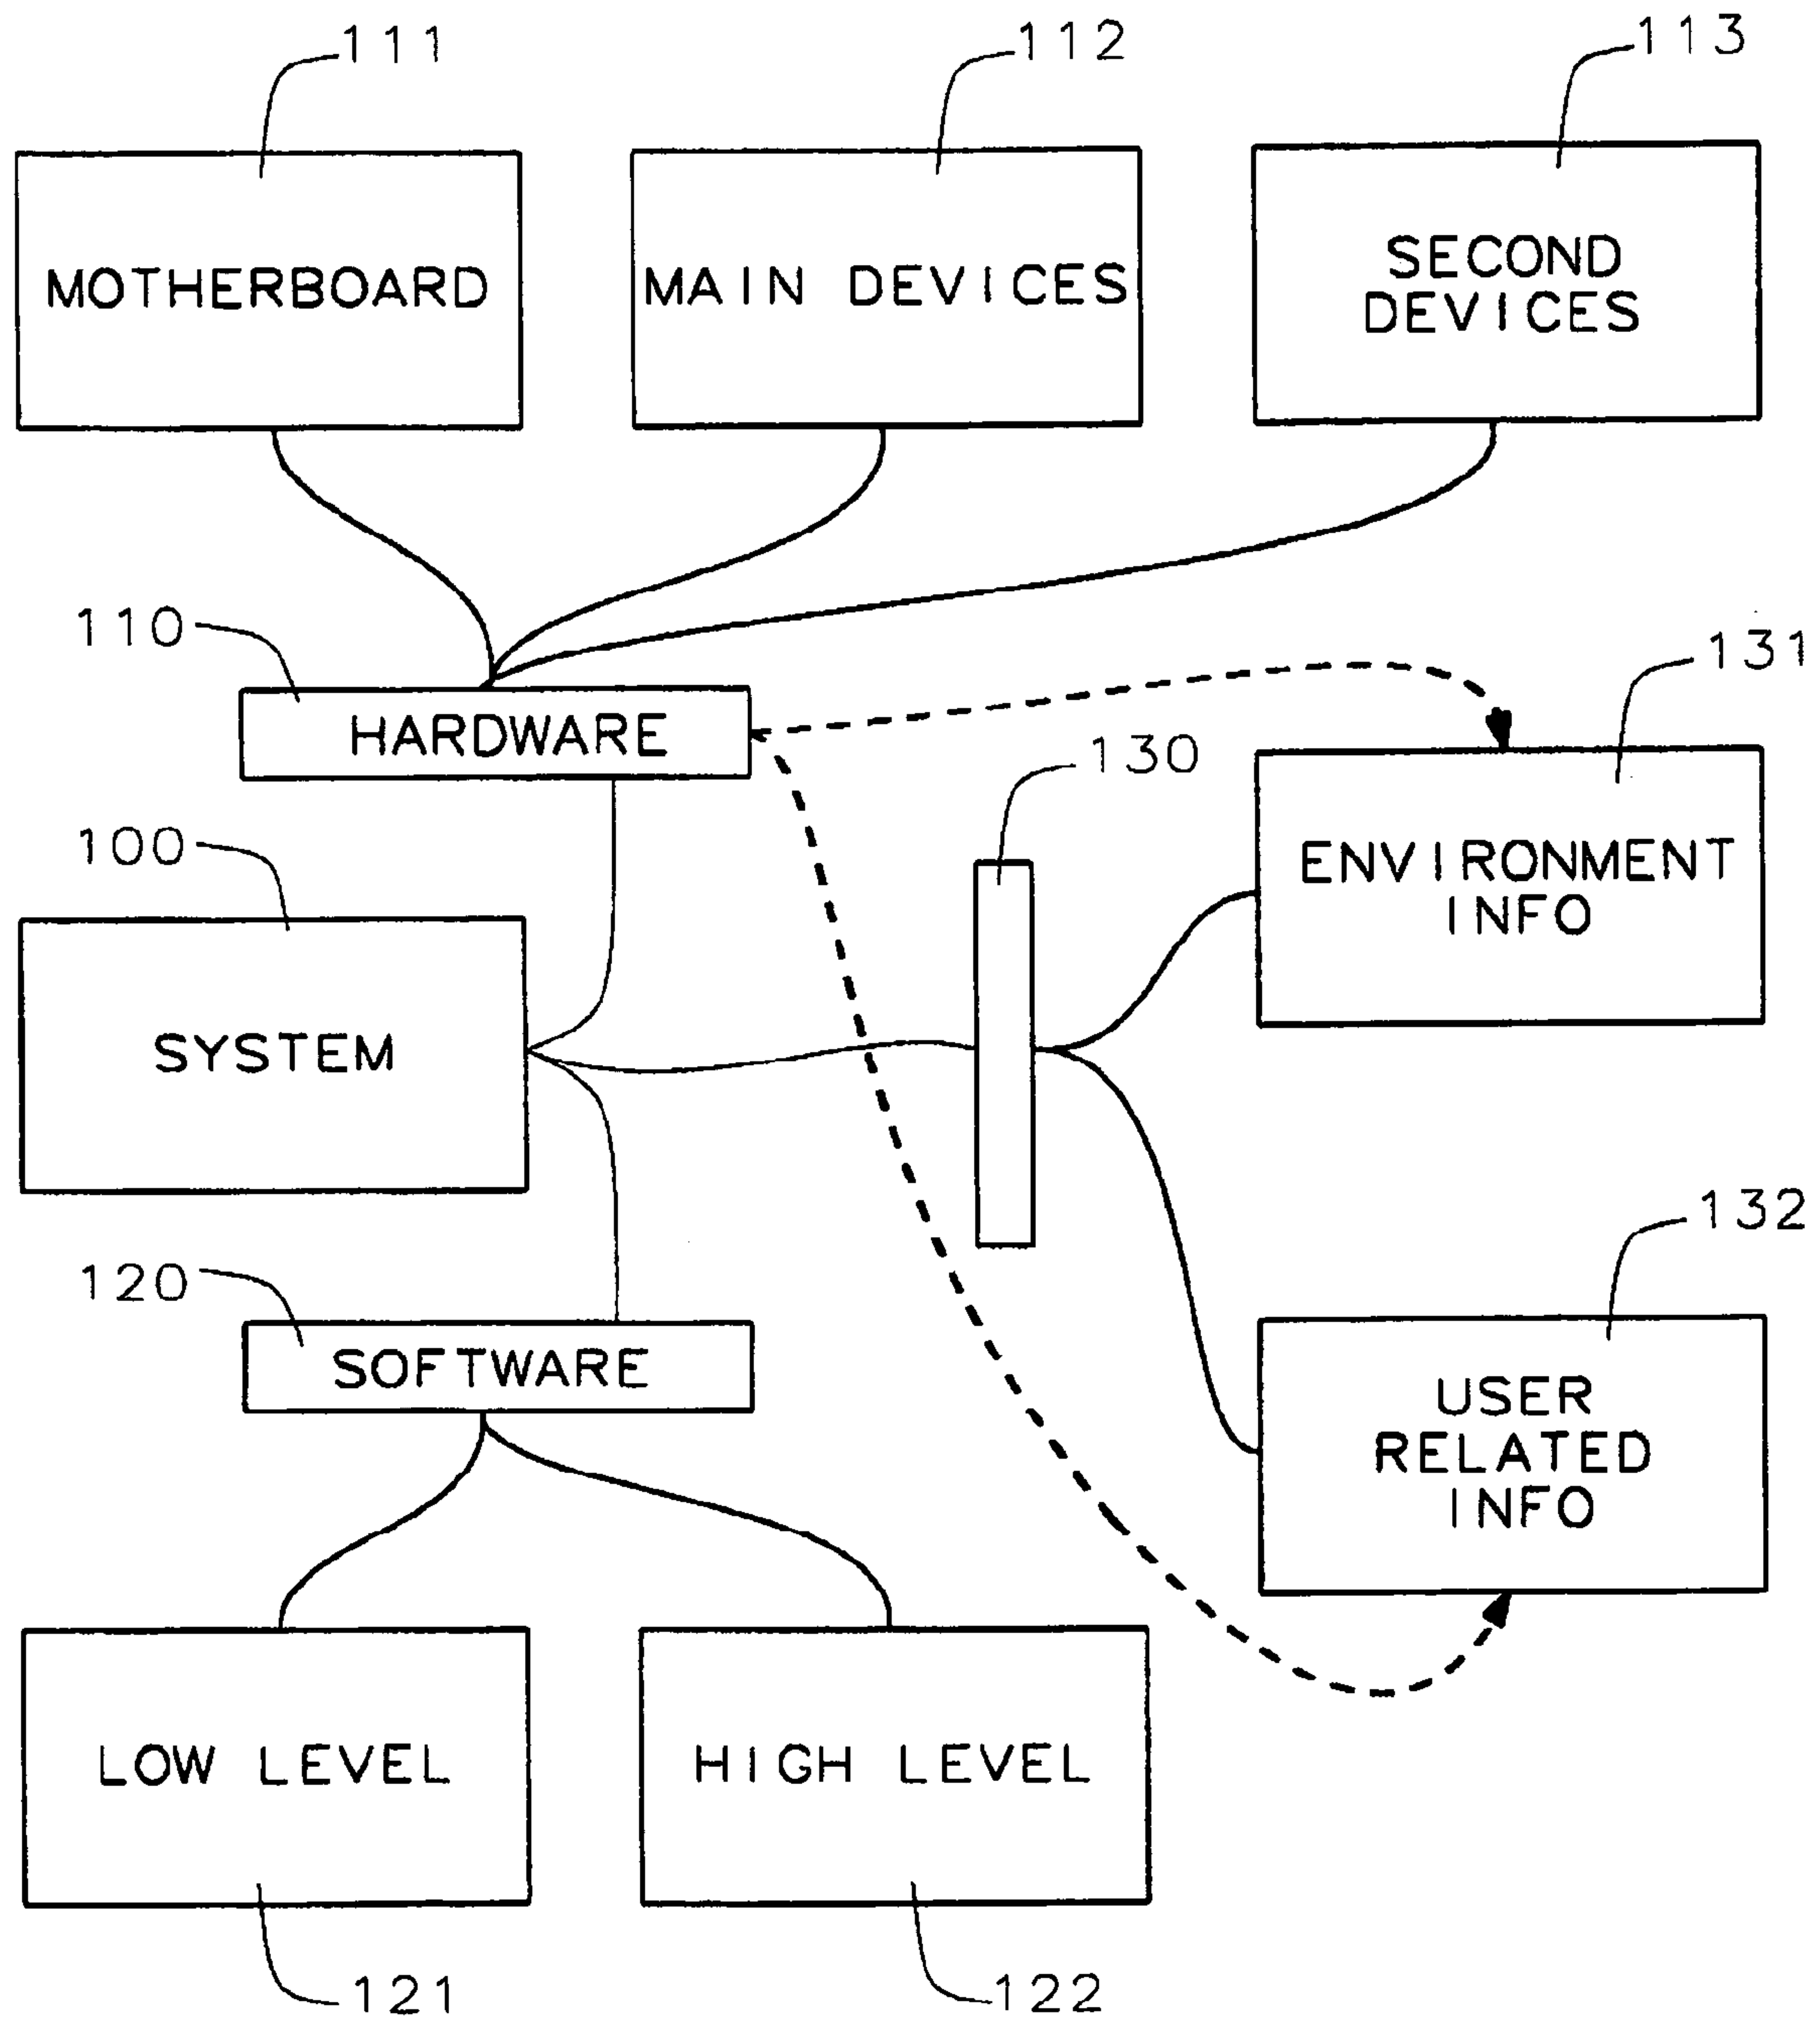 111
112
113
MOTHERBOARD
MAIN DEVICES
SECOND
DEVICES
110
HARDWARE
131
130
100
ENVIRONMENT
INFO
SYSTEM
132
120
SOFTWARE
USER
RELATED
INFO
LOW LEVEL
HIGH LEVEL
121
122